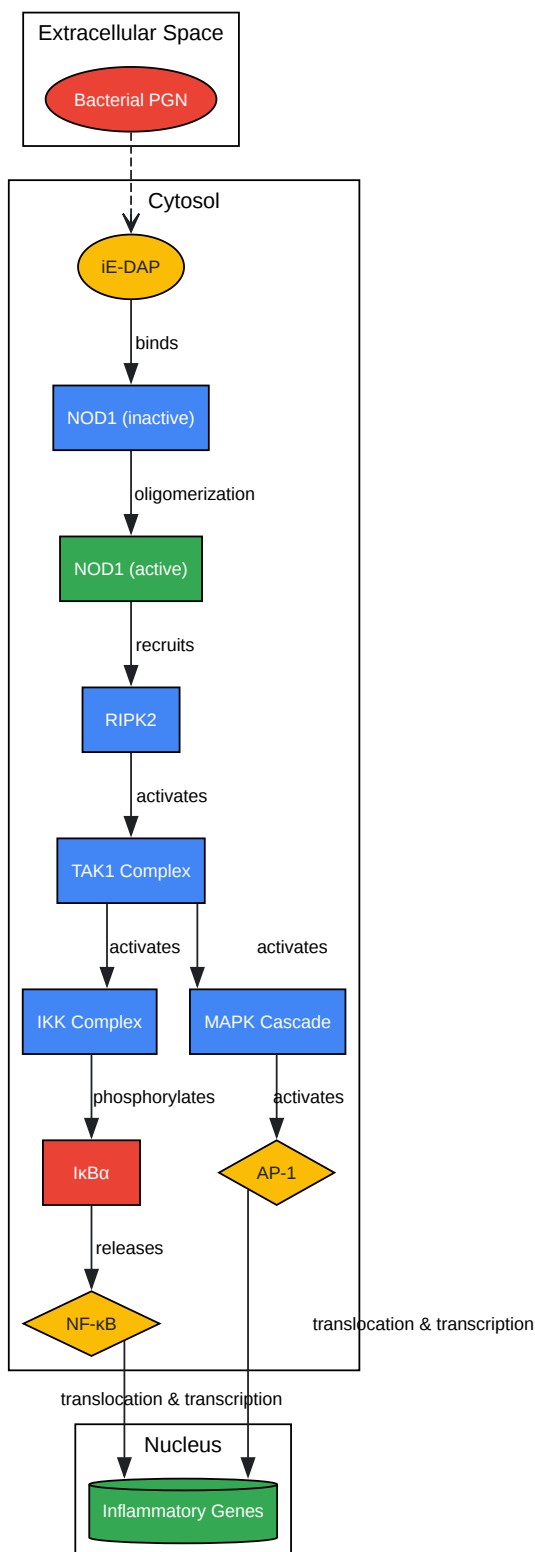 Extracellular Space
Bacterial PGN
Cytosol
iE-DAP
binds
NOD1 (inactive)
oligomerization
NOD1 (active)
recruits
RIPK2
activates
TAK1 Complex
activates
activates
IKK Complex
MAPK Cascade
phosphorylates
activates
IκBα
AP-1
releases
NF-κB
translocation & transcription
translocation & transcription
Nucleus
Inflammatory Genes